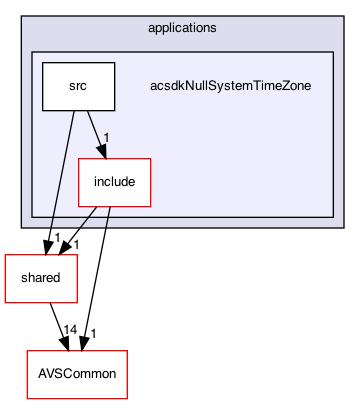 applications
src
acsdkNullSystemTimeZone
1
include
1
1
shared
14
1
AVSCommon